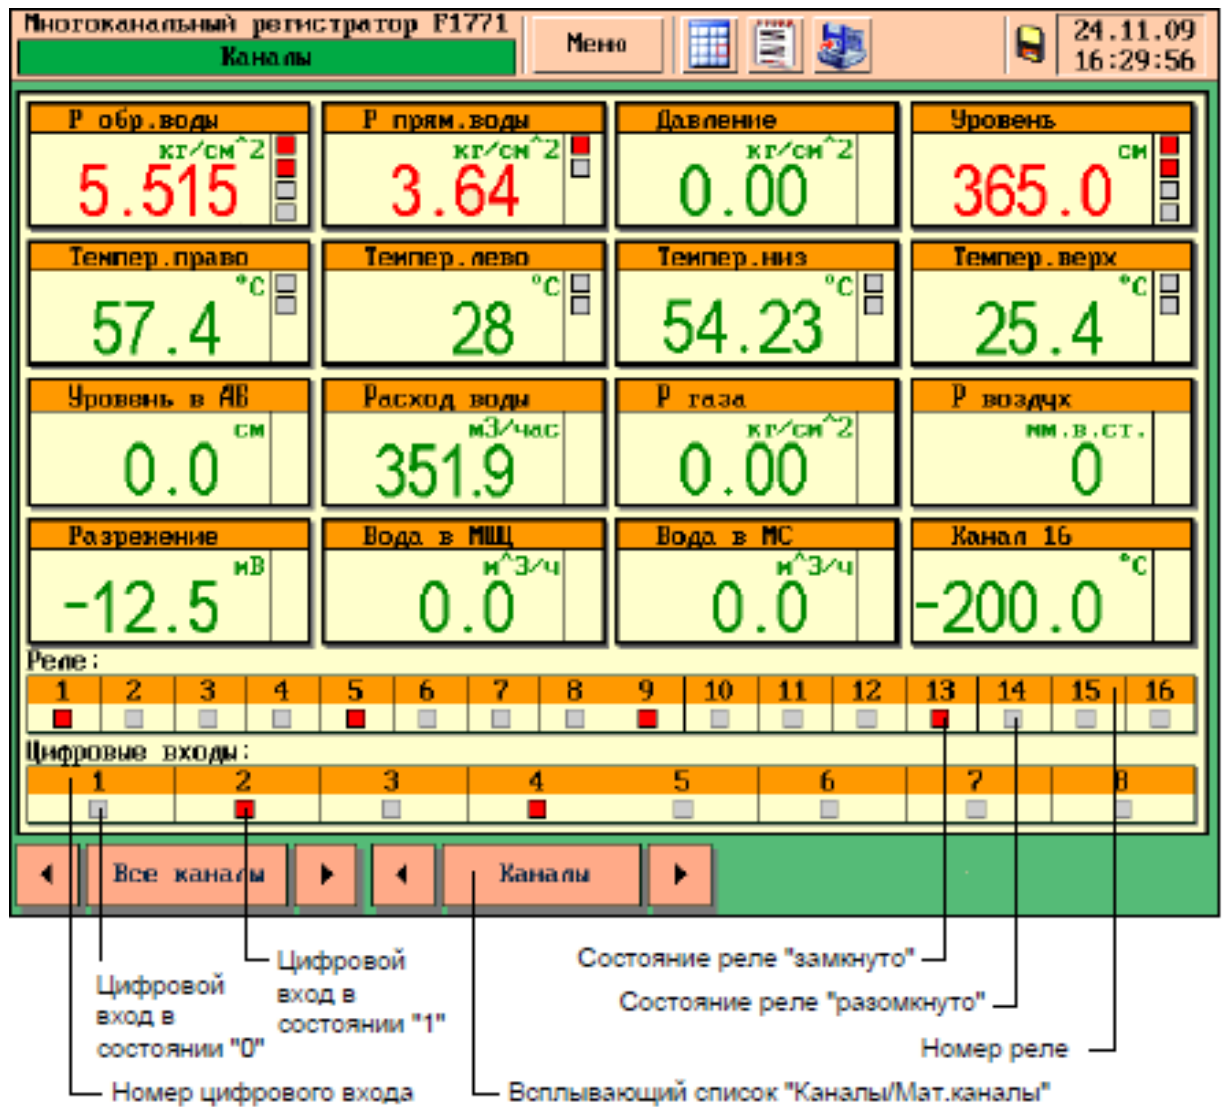 Многоканальный регистратор F1771
Каналы
Меню
24.11.09
16:29:56
Р обр.воды
кг/см^2
5.515
Р прям.воды
кг/см^2
3.64
Давление
кг/см^2
0.00
Уровень
см
365.0
Темпер.право
°C
57.4
Темпер.лево
°C
28
Темпер.низ
°C
54.23
Темпер.верх
°C
25.4
Уровень в АБ
см
0.0
Расход воды
м3/час
351.9
Р газа
кг/см^2
0.00
Р воздух
мм.в.ст.
0
Разрежение
мВ
-12.5
Вода в МШЦ
м^3/ч
0.0
Вода в МС
м^3/ч
0.0
Канал 16
°C
-200.0
Реле:
1 2 3 4 5 6 7 8 9 10 11 12 13 14 15 16
Цифровые входы:
1 2 3 4 5 6 7 8
Все каналы
Каналы
Цифровой
вход в
состоянии "0"
Цифровой
вход в
состоянии "1"
Состояние реле "замкнуто"
Состояние реле "разомкнуто"
Номер реле
Номер цифрового входа
Всплывающий список "Каналы/Мат.каналы"